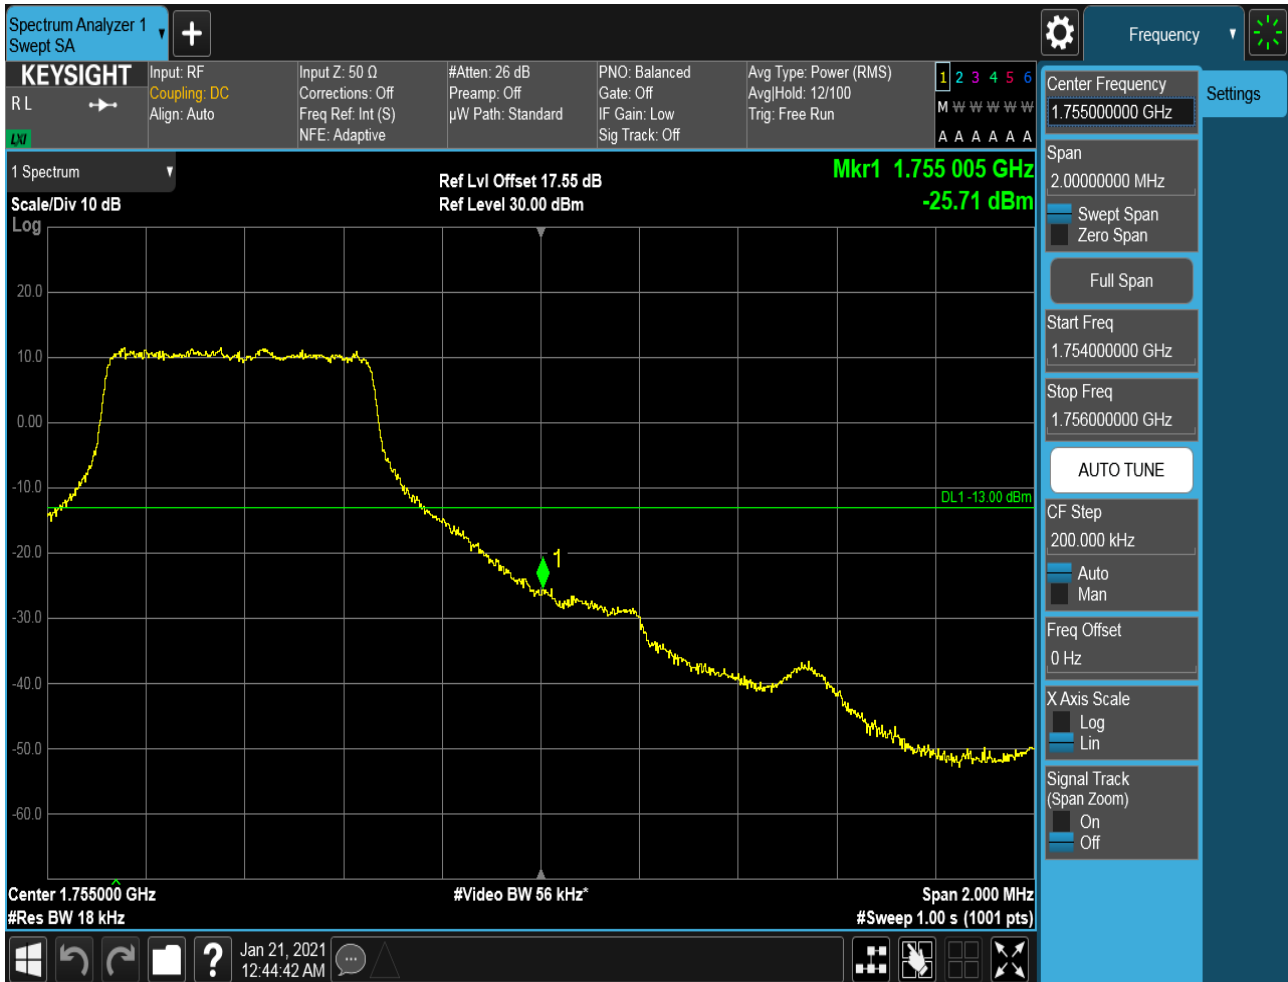 Spectrum Analyzer 1
Swept SA
Frequency
KEYSIGHT
R L
LXI
Input: RF
Coupling: DC
Align: Auto
Input Z: 50 Ω
Corrections: Off
Freq Ref: Int (S)
NFE: Adaptive
#Atten: 26 dB
Preamp: Off
µW Path: Standard
PNO: Balanced
Gate: Off
IF Gain: Low
Sig Track: Off
Avg Type: Power (RMS)
Avg|Hold: 12/100
Trig: Free Run
1 2 3 4 5 6
M W W W W W
A A A A A A
1 Spectrum
Scale/Div 10 dB
Log
Ref Lvl Offset 17.55 dB
Ref Level 30.00 dBm
Mkr1 1.755 005 GHz
-25.71 dBm
20.0
10.0
0.00
-10.0
DL1 -13.00 dBm
-20.0
1
-30.0
-40.0
-50.0
-60.0
Center 1.755000 GHz
#Video BW 56 kHz*
Span 2.000 MHz
#Res BW 18 kHz
#Sweep 1.00 s (1001 pts)
Center Frequency
1.755000000 GHz
Settings
Span
2.00000000 MHz
Swept Span
Zero Span
Full Span
Start Freq
1.754000000 GHz
Stop Freq
1.756000000 GHz
AUTO TUNE
CF Step
200.000 kHz
Auto
Man
Freq Offset
0 Hz
X Axis Scale
Log
Lin
Signal Track
(Span Zoom)
On
Off
?
Jan 21, 2021
12:44:42 AM